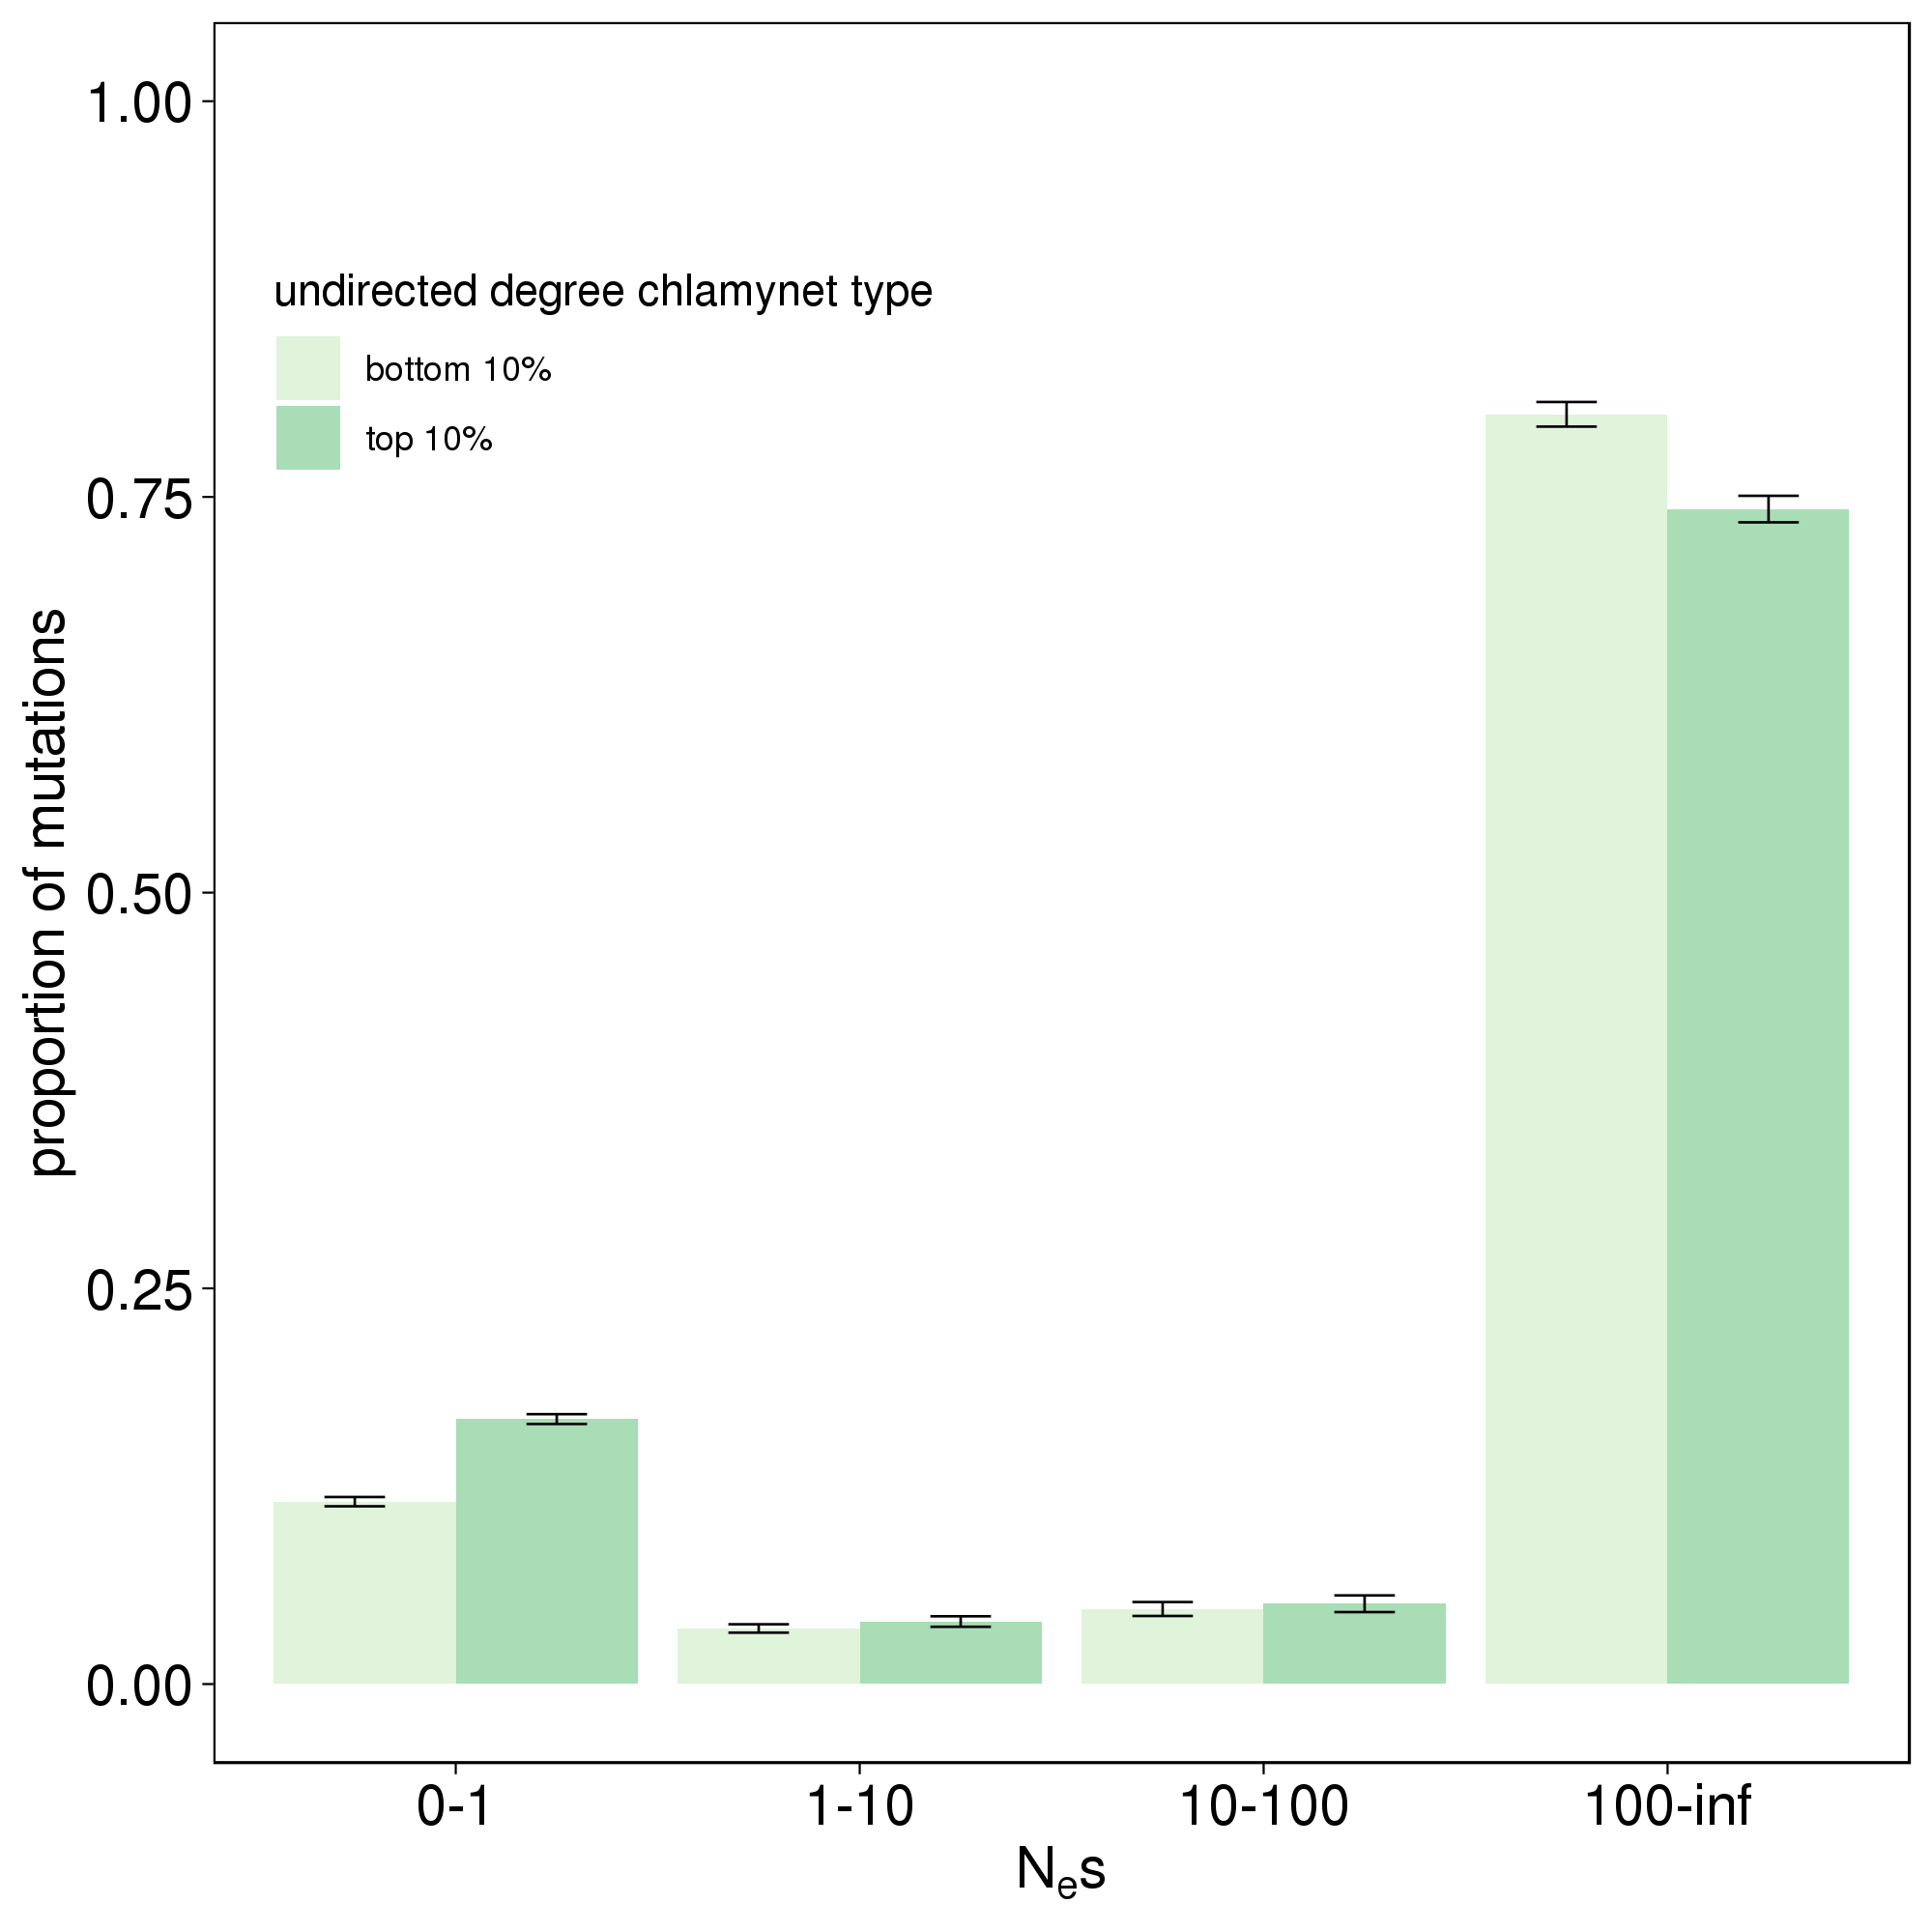 undirected degree chlamynet type
bottom 10%
top 10%
1.00
0.75
0.50
0.25
0.00
proportion of mutations
0-1
1-10
10-100
100-inf
Nes